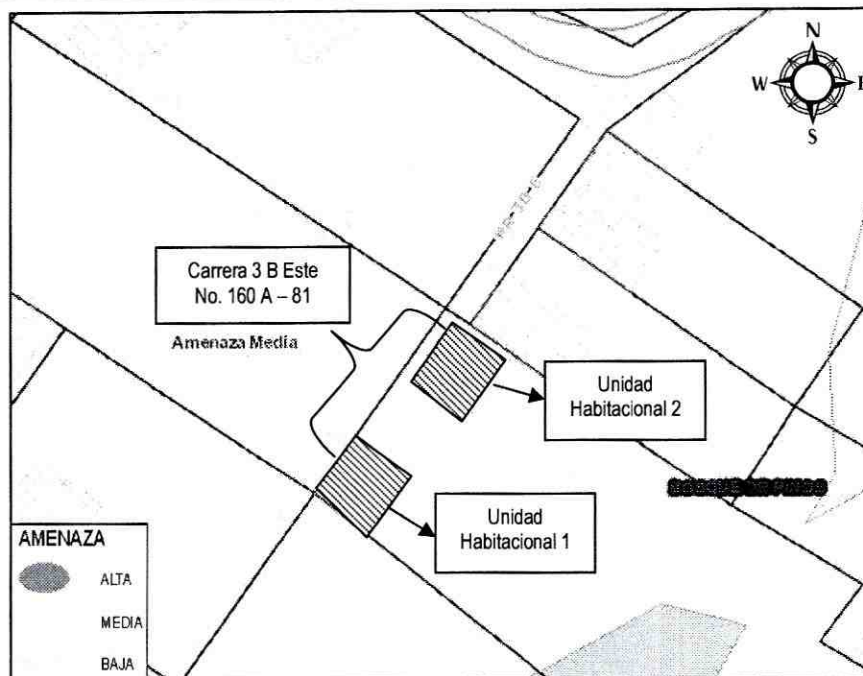 N
W
E
S
Carrera 3 B Este
No. 160 A – 81
Amenaza Media
Unidad
Habitacional 2
Unidad
Habitacional 1
AMENAZA
ALTA
MEDIA
BAJA